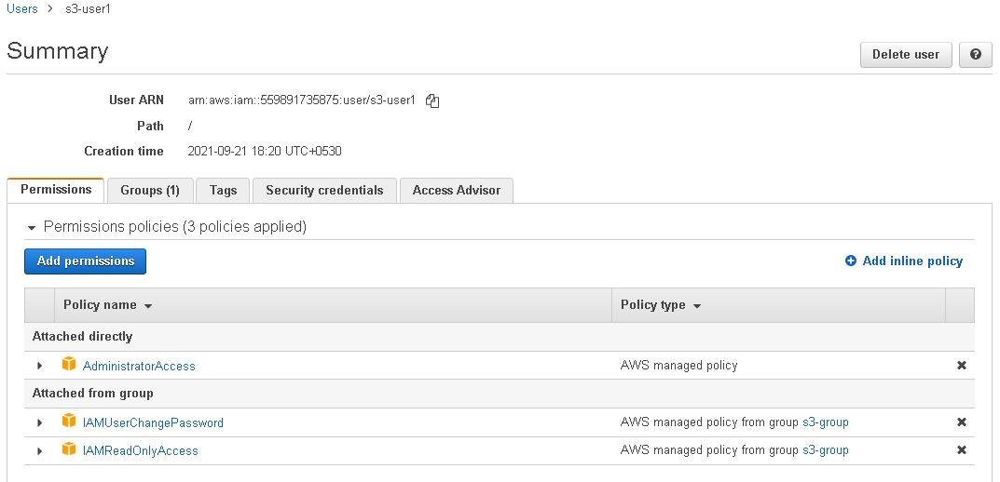 Users > s3-user1
Summary
Delete user
User ARN arn:aws:iam::559891735875:user/s3-user1
Path /
Creation time 2021-09-21 18:20 UTC+0530
Permissions Groups (1) Tags Security credentials Access Advisor
Permissions policies (3 policies applied)
Add permissions Add inline policy
Policy name Policy type
Attached directly
AdministratorAccess AWS managed policy
Attached from group
IAMUserChangePassword AWS managed policy from group s3-group
IAMReadOnlyAccess AWS managed policy from group s3-group